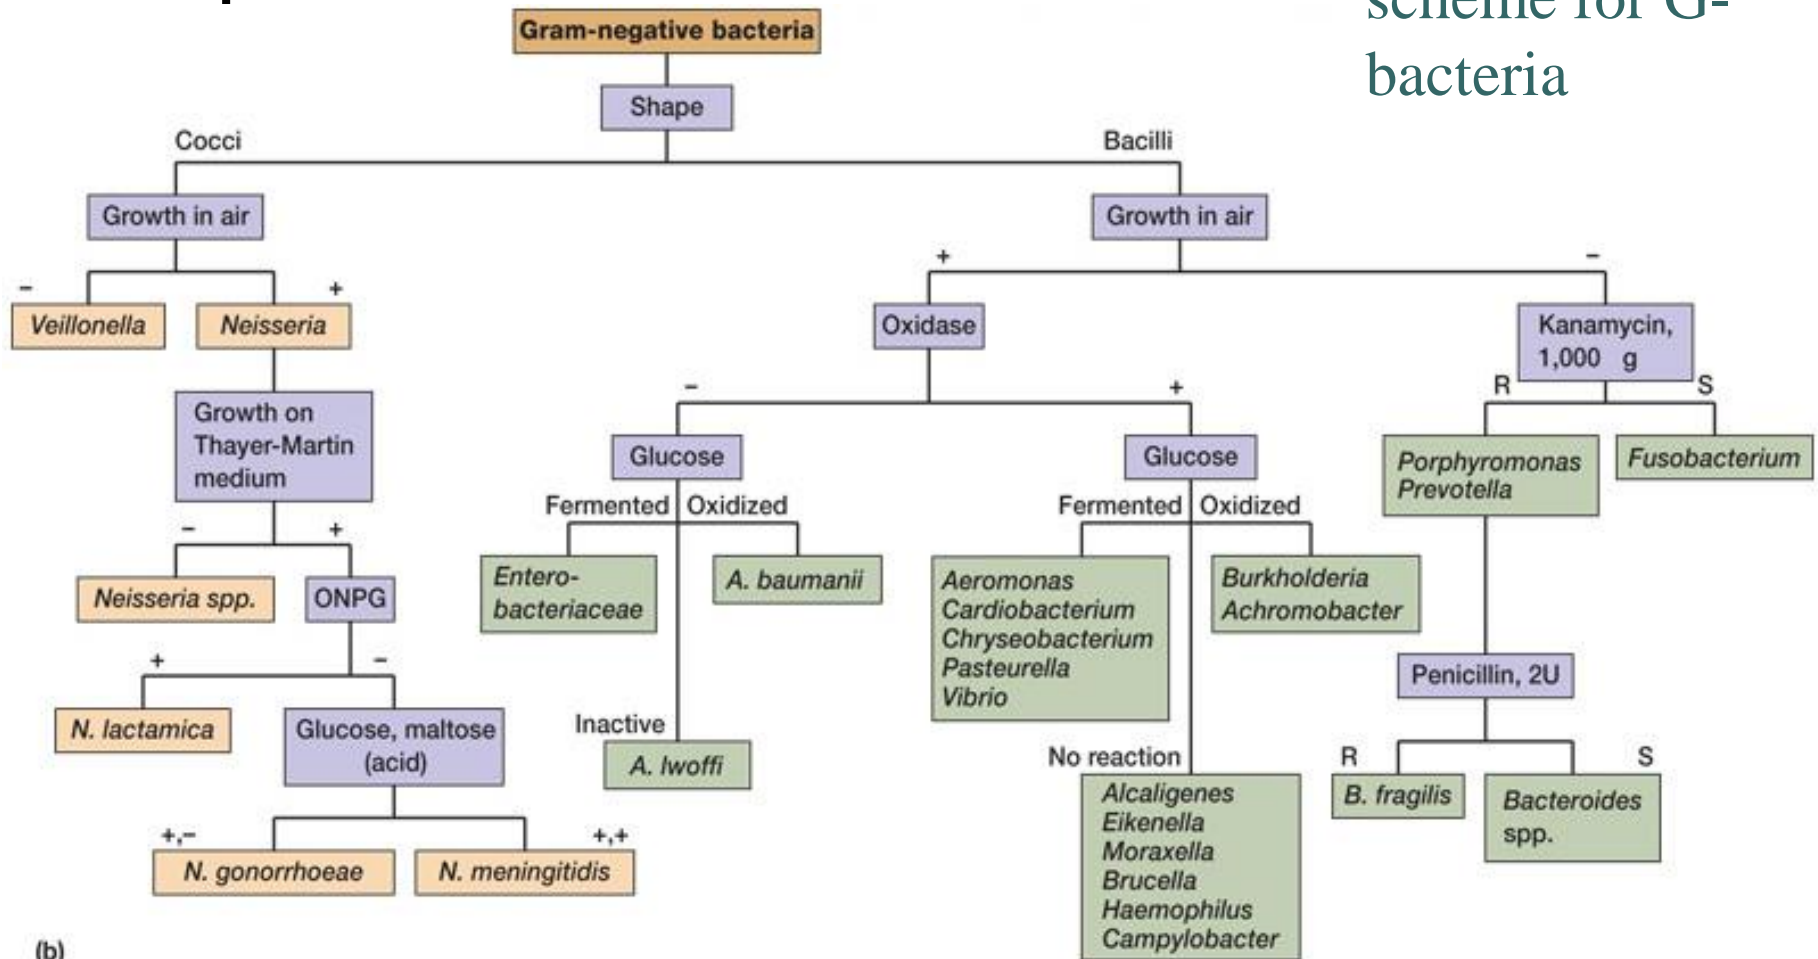 scheme for G-
bacteria
Gram-negative bacteria
Shape
Cocci
Bacilli
Growth in air
Growth in air
–
+
+
–
Veillonella
Neisseria
Oxidase
Kanamycin,
1,000 g
Growth on
Thayer-Martin
medium
–
+
R
S
Glucose
Glucose
Porphyromonas
Prevotella
Fusobacterium
Fermented
Oxidized
Fermented
Oxidized
–
+
Neisseria spp.
ONPG
Entero-
bacteriaceae
A. baumanii
Aeromonas
Cardiobacterium
Chryseobacterium
Pasteurella
Vibrio
Burkholderia
Achromobacter
+
–
Penicillin, 2U
N. lactamica
Glucose, maltose
(acid)
Inactive
A. lwoffi
No reaction
Alcaligenes
Eikenella
Moraxella
Brucella
Haemophilus
Campylobacter
R
S
B. fragilis
Bacteroides
spp.
+,–
+,+
N. gonorrhoeae
N. meningitidis
(b)